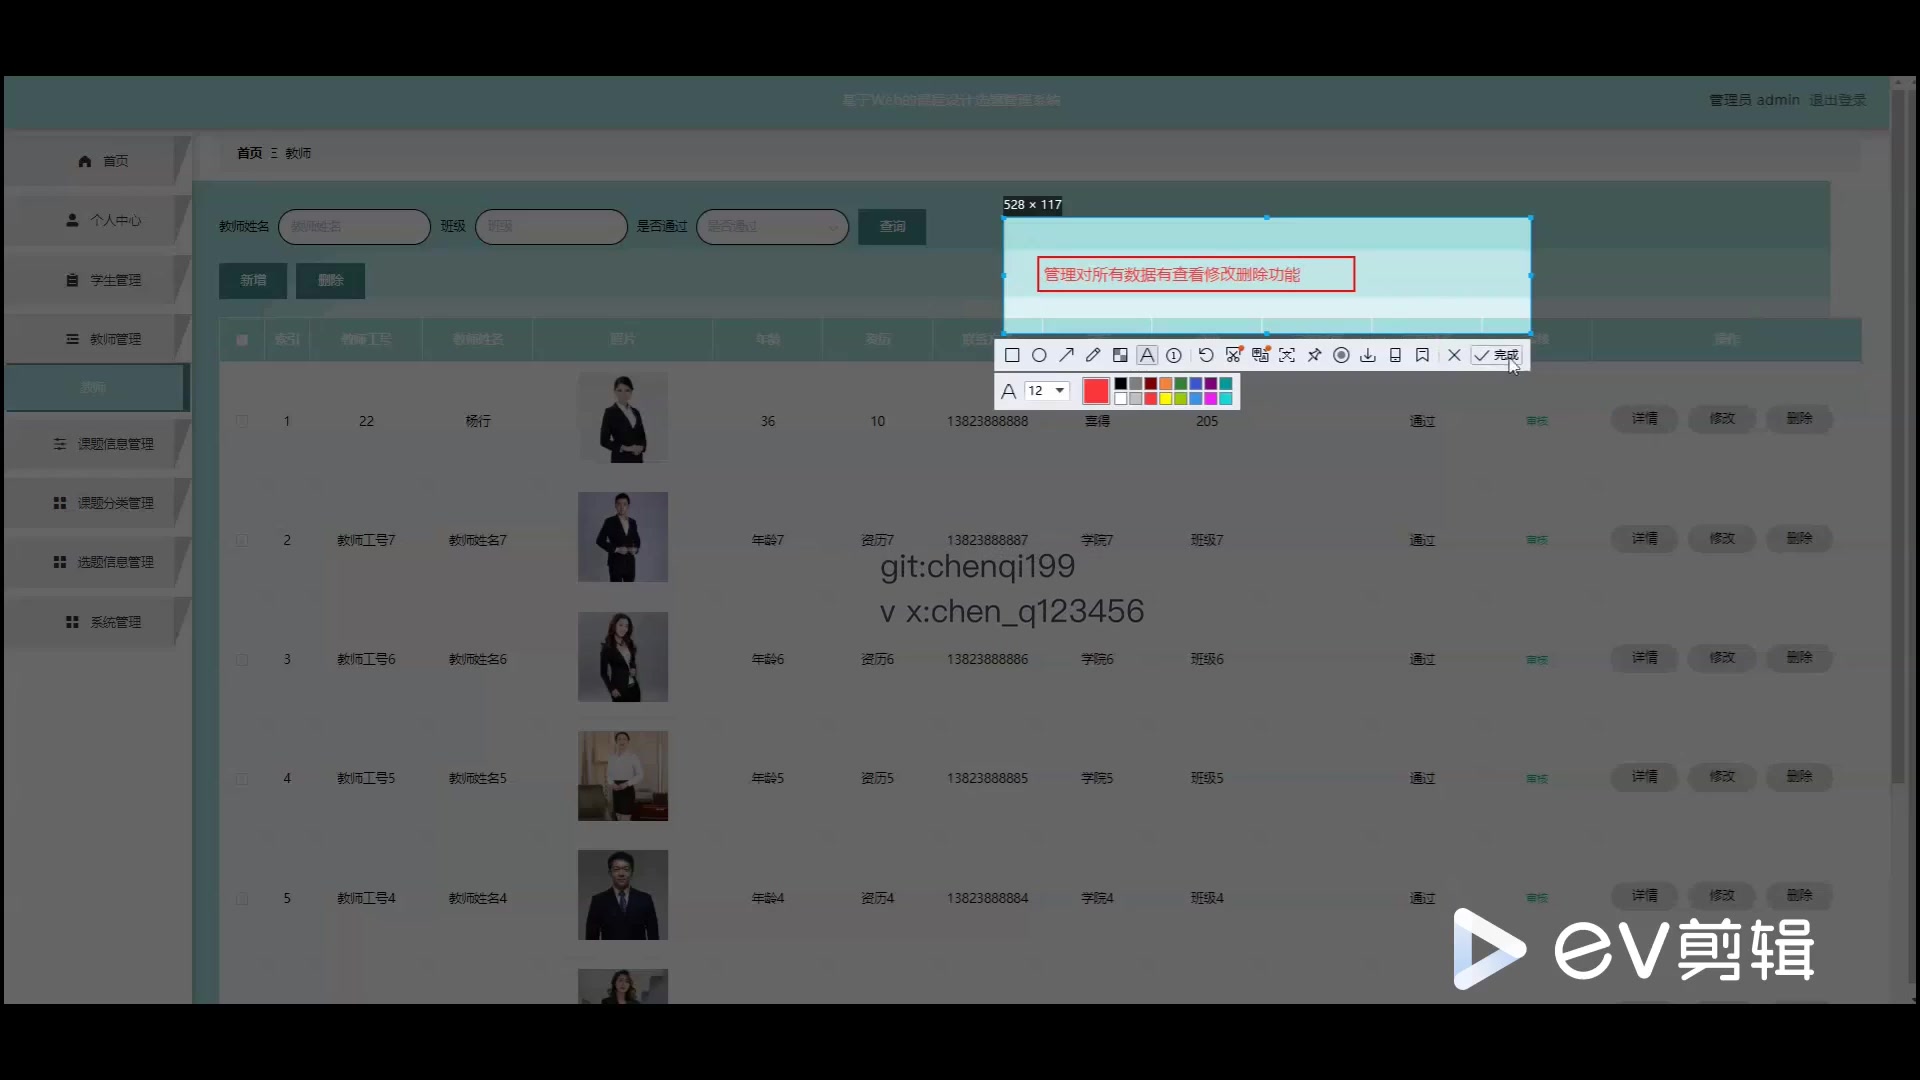 基于Web的课程设计选题管理系统
管理员 admin 退出登录
首页
个人中心
学生管理
教师管理
教师
课题信息管理
课题分类管理
选题信息管理
系统管理
首页 Ξ 教师
教师姓名 教师姓名 班级 班级 是否通过 是否通过 查询
新增 删除
528 × 117
管理对所有数据有查看修改删除功能
完成
A 12
索引 教师工号 教师姓名 照片 年龄 资历 操作
1 22 杨行 36 10 13823888888 喜得 205 通过 审核 详情 修改 删除
2 教师工号7 教师姓名7 年龄7 资历7 13823888887 学院7 班级7 通过 审核 详情 修改 删除
git:chenqi199
v x:chen_q123456
3 教师工号6 教师姓名6 年龄6 资历6 13823888886 学院6 班级6 通过 审核 详情 修改 删除
4 教师工号5 教师姓名5 年龄5 资历5 13823888885 学院5 班级5 通过 审核 详情 修改 删除
5 教师工号4 教师姓名4 年龄4 资历4 13823888884 学院4 班级4 通过 审核 详情 修改 删除
ev剪辑